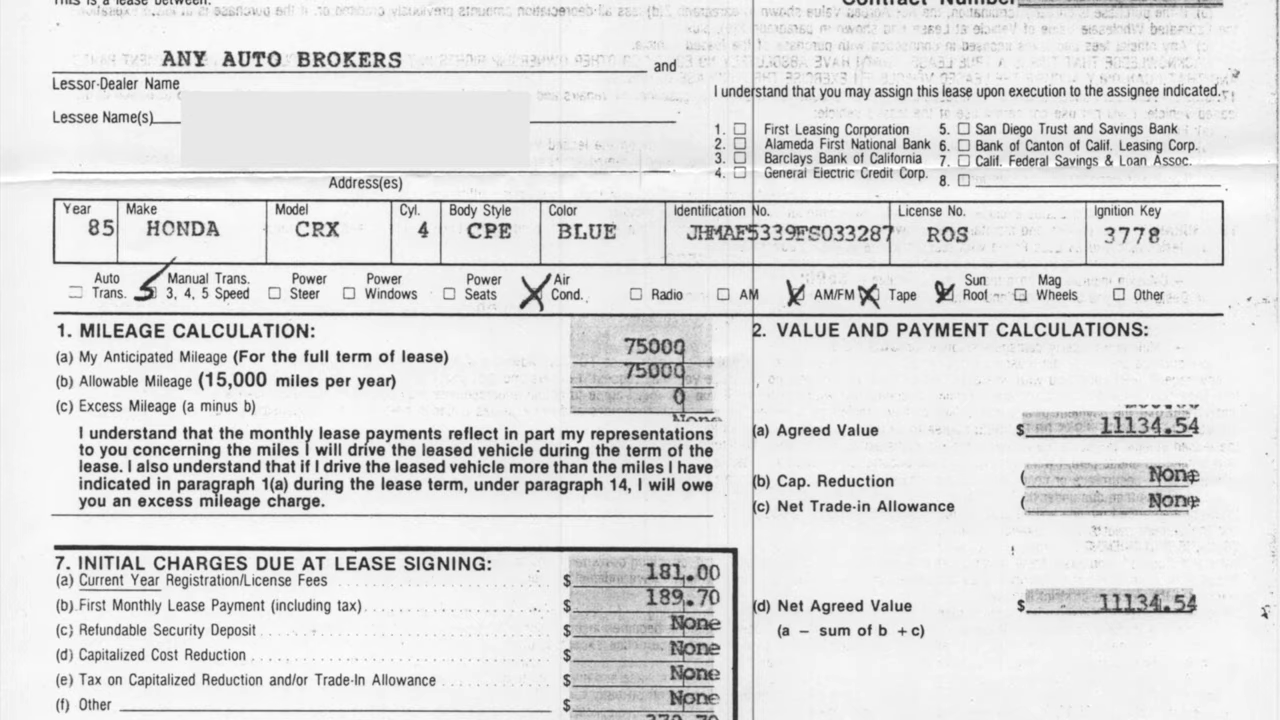 This is a lease between:
Contract Number
ANY AUTO BROKERS
and
Lessor-Dealer Name
Lessee Name(s)
Address(es)
I understand that you may assign this lease upon execution to the assignee indicated.
1. ☐ First Leasing Corporation 5. ☐ San Diego Trust and Savings Bank
2. ☐ Alameda First National Bank 6. ☐ Bank of Canton of Calif. Leasing Corp.
3. ☐ Barclays Bank of California 7. ☐ Calif. Federal Savings & Loan Assoc.
4. ☐ General Electric Credit Corp. 8. ☐
Year Make Model Cyl. Body Style Color Identification No. License No. Ignition Key
85 HONDA CRX 4 CPE BLUE JHMAF5339FS033287 ROS 3778
Auto Manual Trans. Power Power Power Air Sun Mag
Trans. 5 3, 4, 5 Speed Steer Windows Seats X Cond. Radio AM X AM/FM X Tape X Roof Wheels Other
1. MILEAGE CALCULATION:
(a) My Anticipated Mileage (For the full term of lease) 75000
(b) Allowable Mileage (15,000 miles per year) 75000
(c) Excess Mileage (a minus b) 0
None
I understand that the monthly lease payments reflect in part my representations
to you concerning the miles I will drive the leased vehicle during the term of the
lease. I also understand that if I drive the leased vehicle more than the miles I have
indicated in paragraph 1(a) during the lease term, under paragraph 14, I will owe
you an excess mileage charge.
2. VALUE AND PAYMENT CALCULATIONS:
(a) Agreed Value $ 11134.54
(b) Cap. Reduction ( None )
(c) Net Trade-in Allowance ( None )
(d) Net Agreed Value $ 11134.54
(a – sum of b + c)
7. INITIAL CHARGES DUE AT LEASE SIGNING:
(a) Current Year Registration/License Fees $ 181.00
(b) First Monthly Lease Payment (including tax) $ 189.70
(c) Refundable Security Deposit $ None
(d) Capitalized Cost Reduction $ None
(e) Tax on Capitalized Reduction and/or Trade-In Allowance $ None
(f) Other $ None
370.70